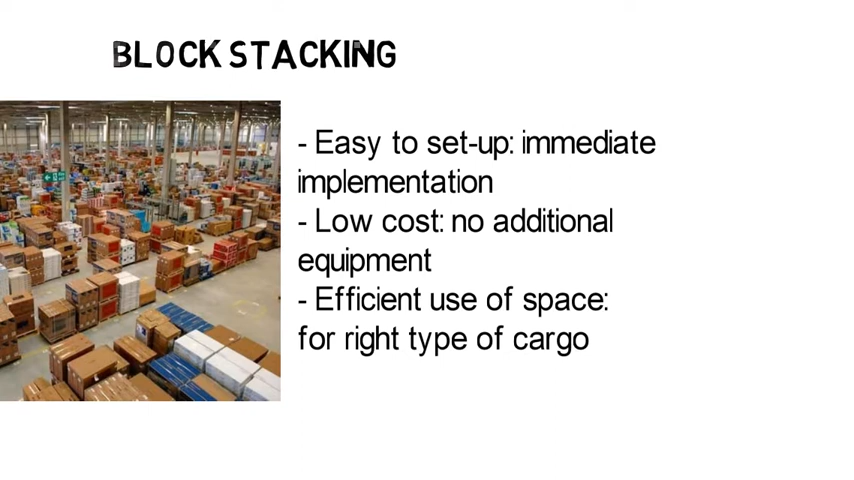 BLOCK STACKING
- Easy to set-up: immediate
implementation
- Low cost: no additional
equipment
- Efficient use of space:
for right type of cargo